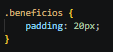 .beneficios {
    padding: 20px;
}